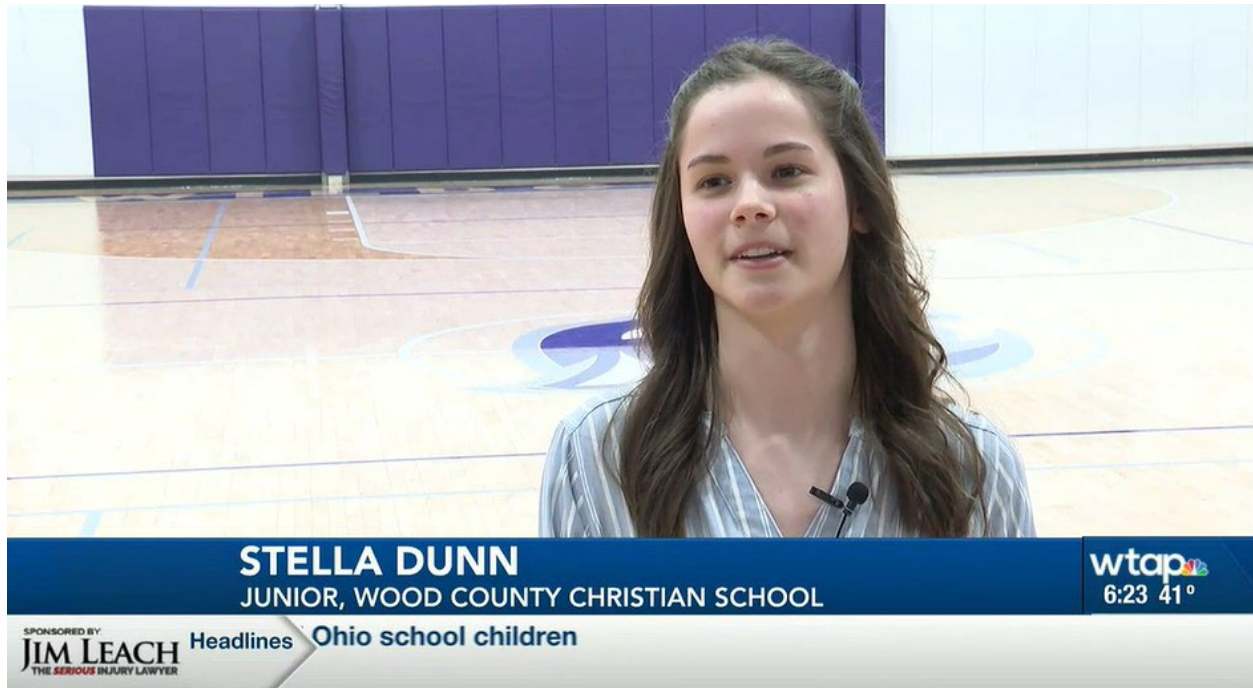 STELLA DUNN
JUNIOR, WOOD COUNTY CHRISTIAN SCHOOL
wtap
6:23 41°
SPONSORED BY:
JIM LEACH
THE SERIOUS INJURY LAWYER
Headlines
Ohio school children